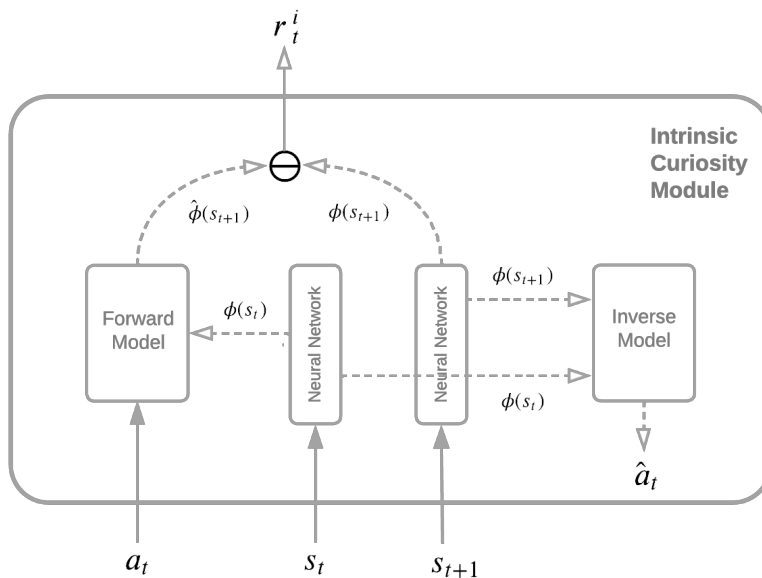 r_t^i
Intrinsic
Curiosity
Module
ϕ̂(s_{t+1})
ϕ(s_{t+1})
Forward
Model
ϕ(s_t)
Neural Network
Neural Network
ϕ(s_{t+1})
ϕ(s_t)
Inverse
Model
â_t
a_t
s_t
s_{t+1}